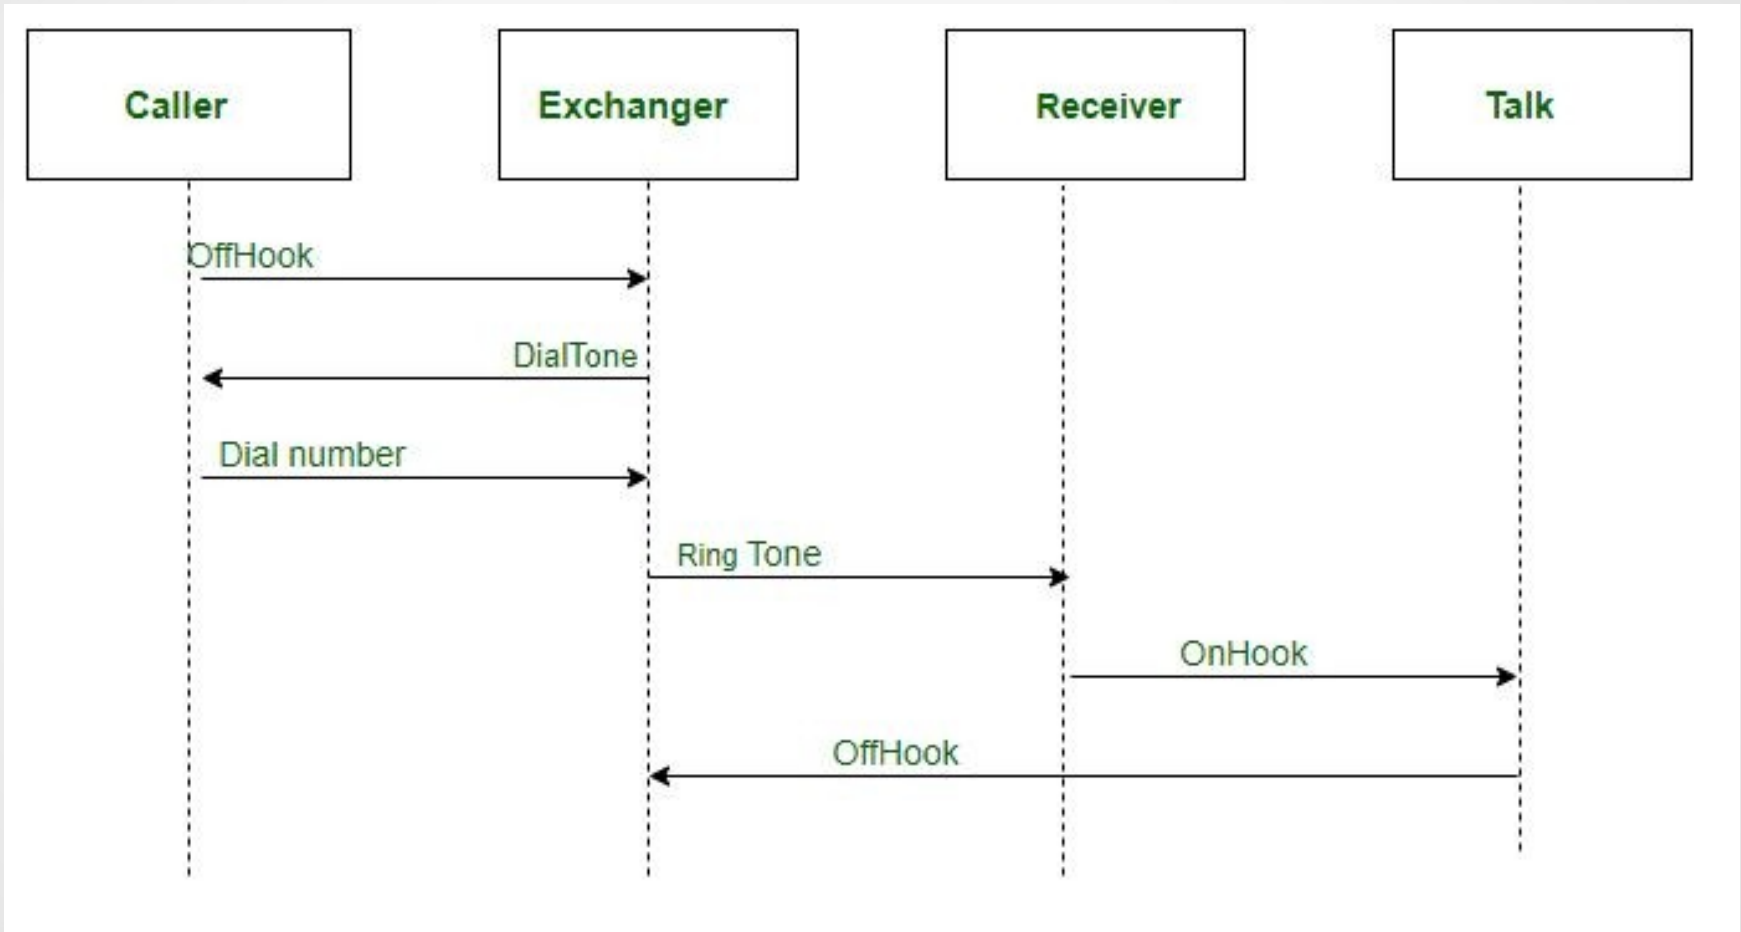 Caller
Exchanger
Receiver
Talk
OffHook
DialTone
Dial number
Ring Tone
OnHook
OffHook